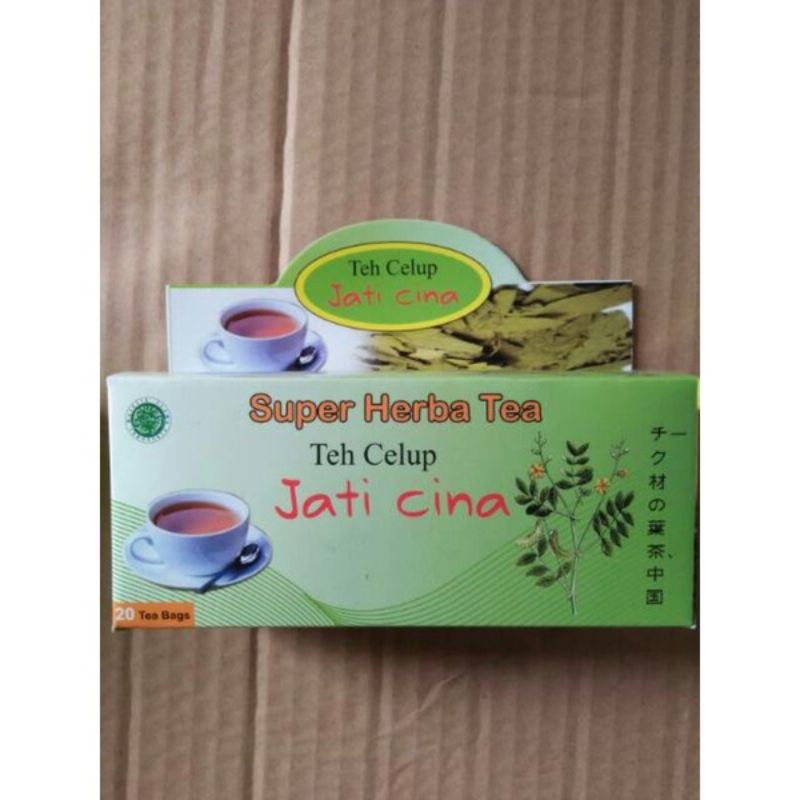 Teh Celup
Jati cina
Super Herba Tea
Teh Celup
Jati cina
チーク材の葉茶、中国
20 Tea Bags